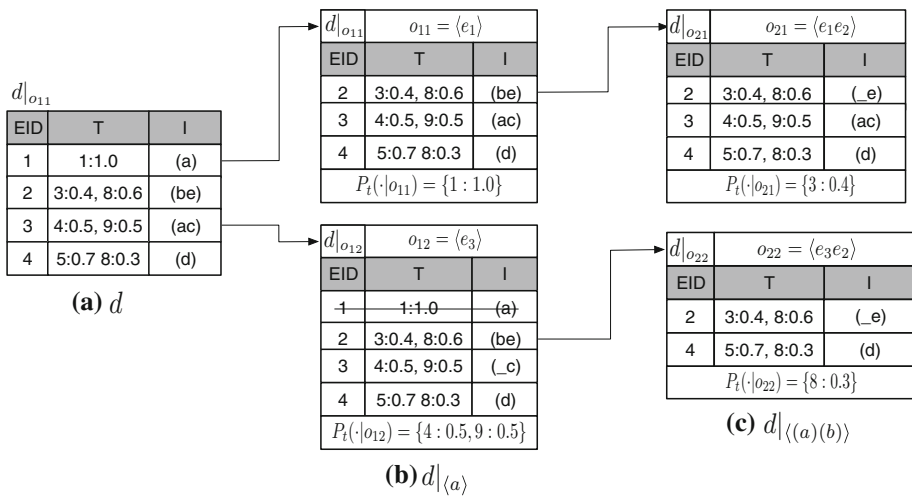 d|o₁₁
EID T I
1 1:1.0 (a)
2 3:0.4, 8:0.6 (be)
3 4:0.5, 9:0.5 (ac)
4 5:0.7 8:0.3 (d)
(a) d
d|o₁₁ o₁₁ = ⟨e₁⟩
EID T I
2 3:0.4, 8:0.6 (be)
3 4:0.5, 9:0.5 (ac)
4 5:0.7 8:0.3 (d)
Pₜ(·|o₁₁) = {1 : 1.0}
d|o₁₂ o₁₂ = ⟨e₃⟩
EID T I
1 1:1.0 (a)
2 3:0.4, 8:0.6 (be)
3 4:0.5, 9:0.5 (_c)
4 5:0.7 8:0.3 (d)
Pₜ(·|o₁₂) = {4 : 0.5, 9 : 0.5}
(b) d|⟨a⟩
d|o₂₁ o₂₁ = ⟨e₁e₂⟩
EID T I
2 3:0.4, 8:0.6 (_e)
3 4:0.5, 9:0.5 (ac)
4 5:0.7, 8:0.3 (d)
Pₜ(·|o₂₁) = {3 : 0.4}
d|o₂₂ o₂₂ = ⟨e₃e₂⟩
EID T I
2 3:0.4, 8:0.6 (_e)
4 5:0.7, 8:0.3 (d)
Pₜ(·|o₂₂) = {8 : 0.3}
(c) d|⟨(a)(b)⟩